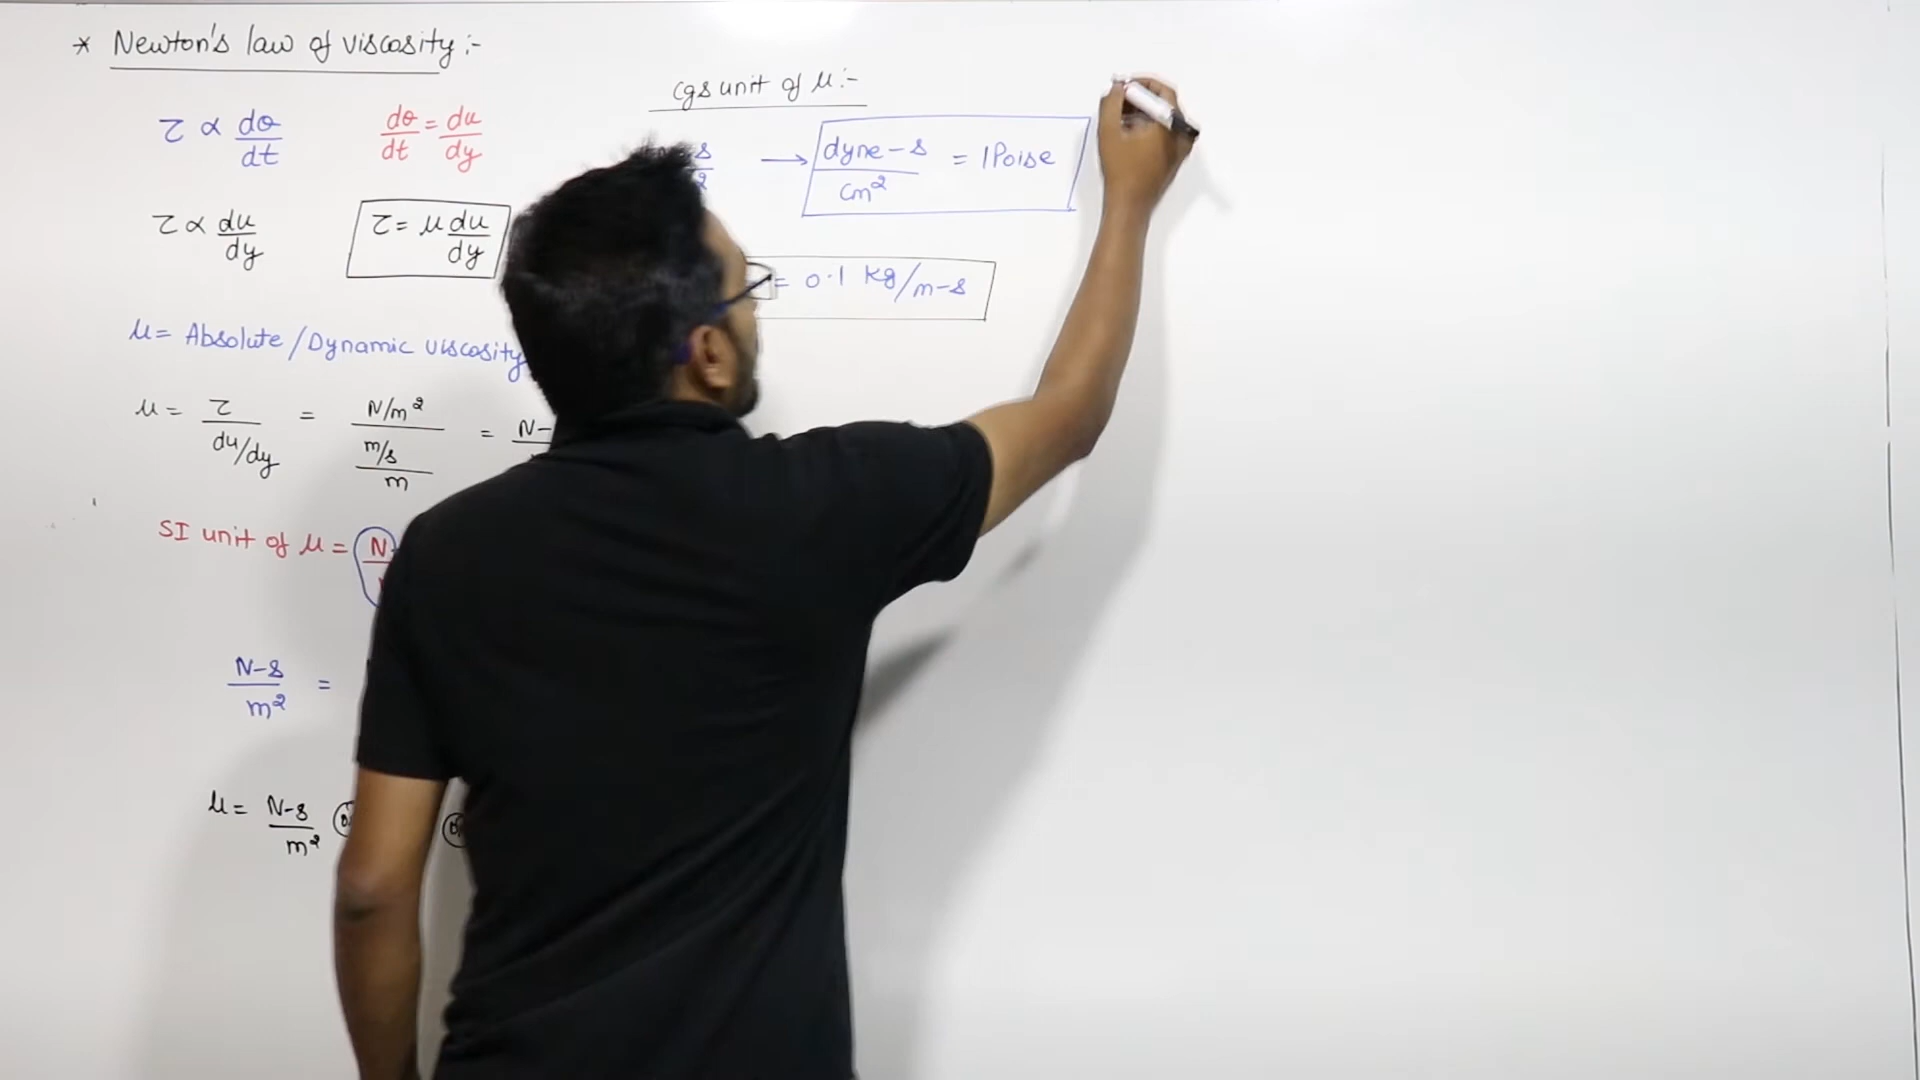 * Newton's law of viscosity :-
τ ∝ dθ/dt    dθ/dt = du/dy
τ ∝ du/dy    τ = μ du/dy
μ = Absolute / Dynamic viscosity
μ = τ / (du/dy) = (N/m²) / ((m/s)/m) = N-
SI unit of μ = N
N-s/m² =
μ = N-s/m²
cgs unit of μ :-
→ dyne-s/cm² = 1 Poise
= 0.1 kg/m-s